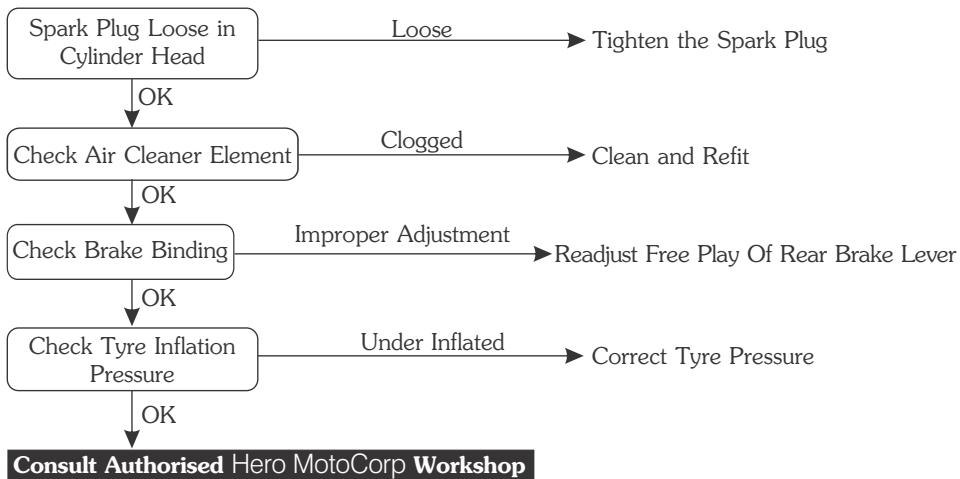 Spark Plug Loose in
Cylinder Head
Loose
Tighten the Spark Plug
OK
Check Air Cleaner Element
Clogged
Clean and Refit
OK
Check Brake Binding
Improper Adjustment
Readjust Free Play Of Rear Brake Lever
OK
Check Tyre Inflation
Pressure
Under Inflated
Correct Tyre Pressure
OK
Consult Authorised Hero MotoCorp Workshop